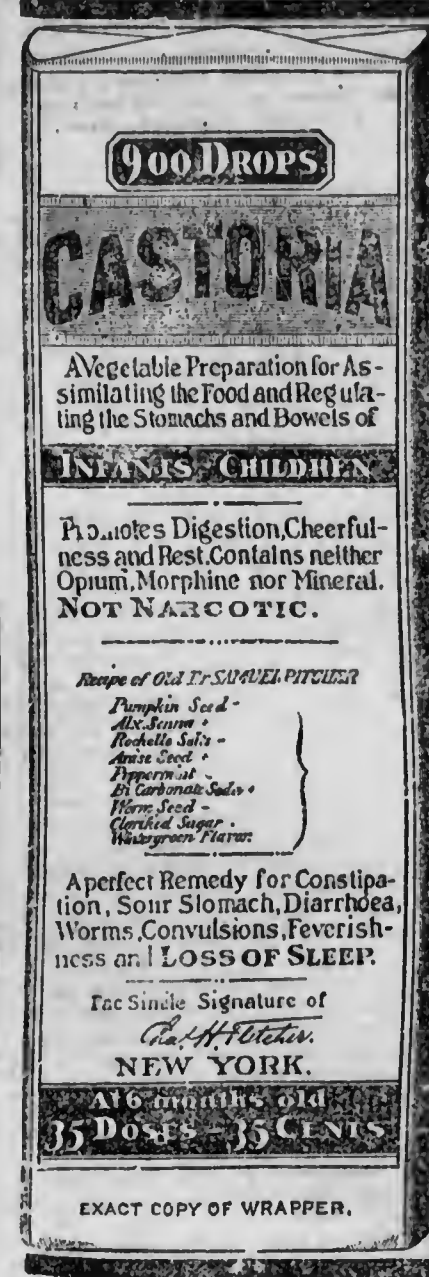 900 DROPS
CASTORIA
AVegetable Preparation for As-
similating the Food and Regula-
ting the Stomachs and Bowels of
INFANTS CHILDREN
Promotes Digestion,Cheerful-
ness and Rest.Contains neither
Opium,Morphine nor Mineral.
NOT NARCOTIC.
Recipe of Old Dr SAMUEL PITCHER
Pumpkin Seed -
Alx.Senna +
Rochelle Salts -
Anise Seed +
Peppermint -
Bi Carbonate Soda +
Worm Seed -
Clarified Sugar .
Wintergreen Flavor.
Aperfect Remedy for Constipa-
tion, Sour Stomach,Diarrhoea,
Worms,Convulsions,Feverish-
ness and LOSS OF SLEEP.
Fac Simile Signature of
Chas. H. Fletcher.
NEW YORK.
At 6 months old
35 DOSES - 35 CENTS
EXACT COPY OF WRAPPER.